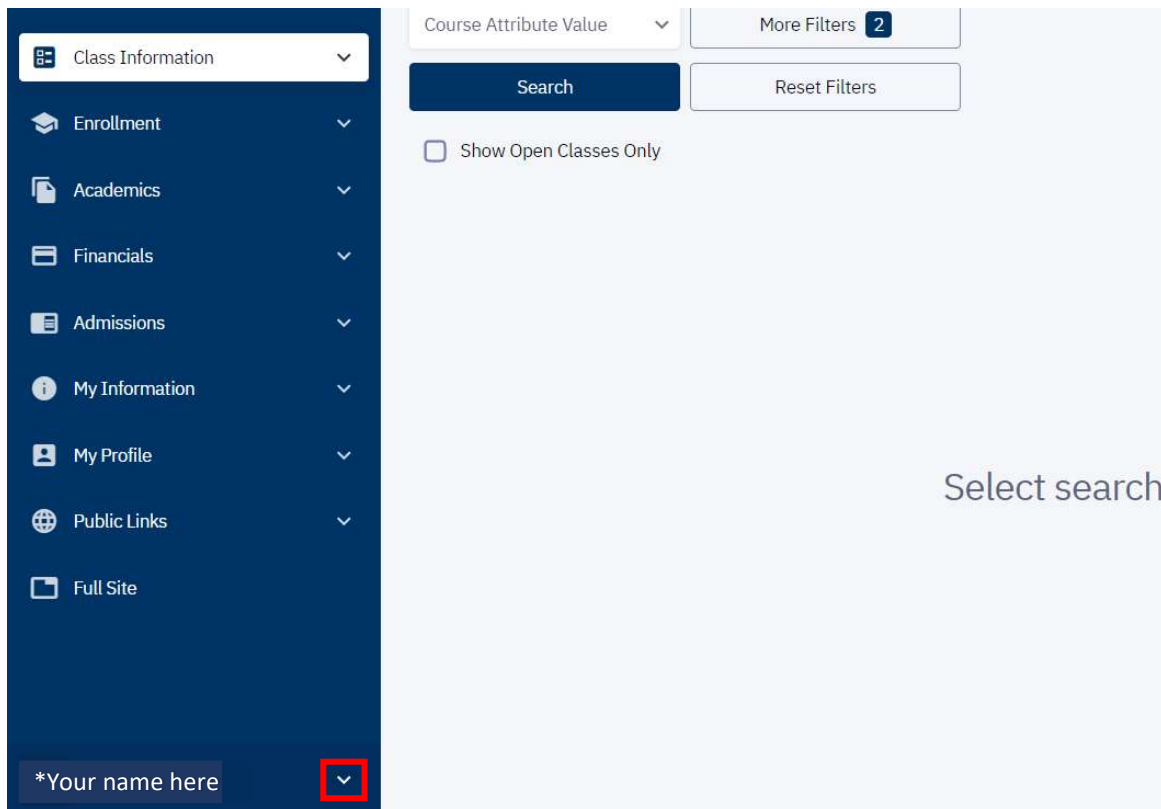 Class Information
Enrollment
Academics
Financials
Admissions
My Information
My Profile
Public Links
Full Site
*Your name here
Course Attribute Value
More Filters 2
Search
Reset Filters
Show Open Classes Only
Select search